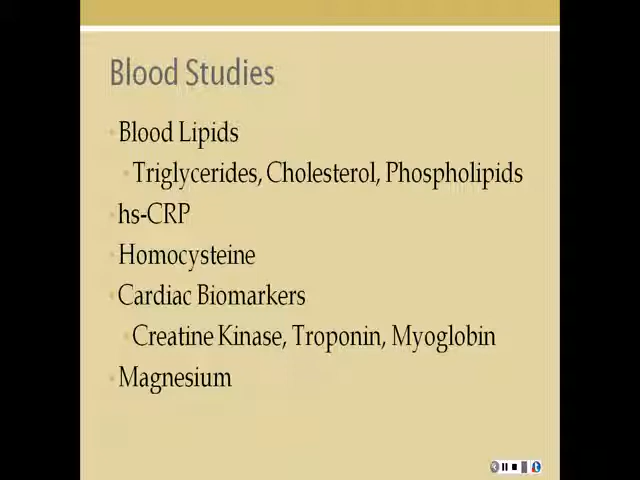 Blood Studies
Blood Lipids
Triglycerides, Cholesterol, Phospholipids
hs-CRP
Homocysteine
Cardiac Biomarkers
Creatine Kinase, Troponin, Myoglobin
Magnesium